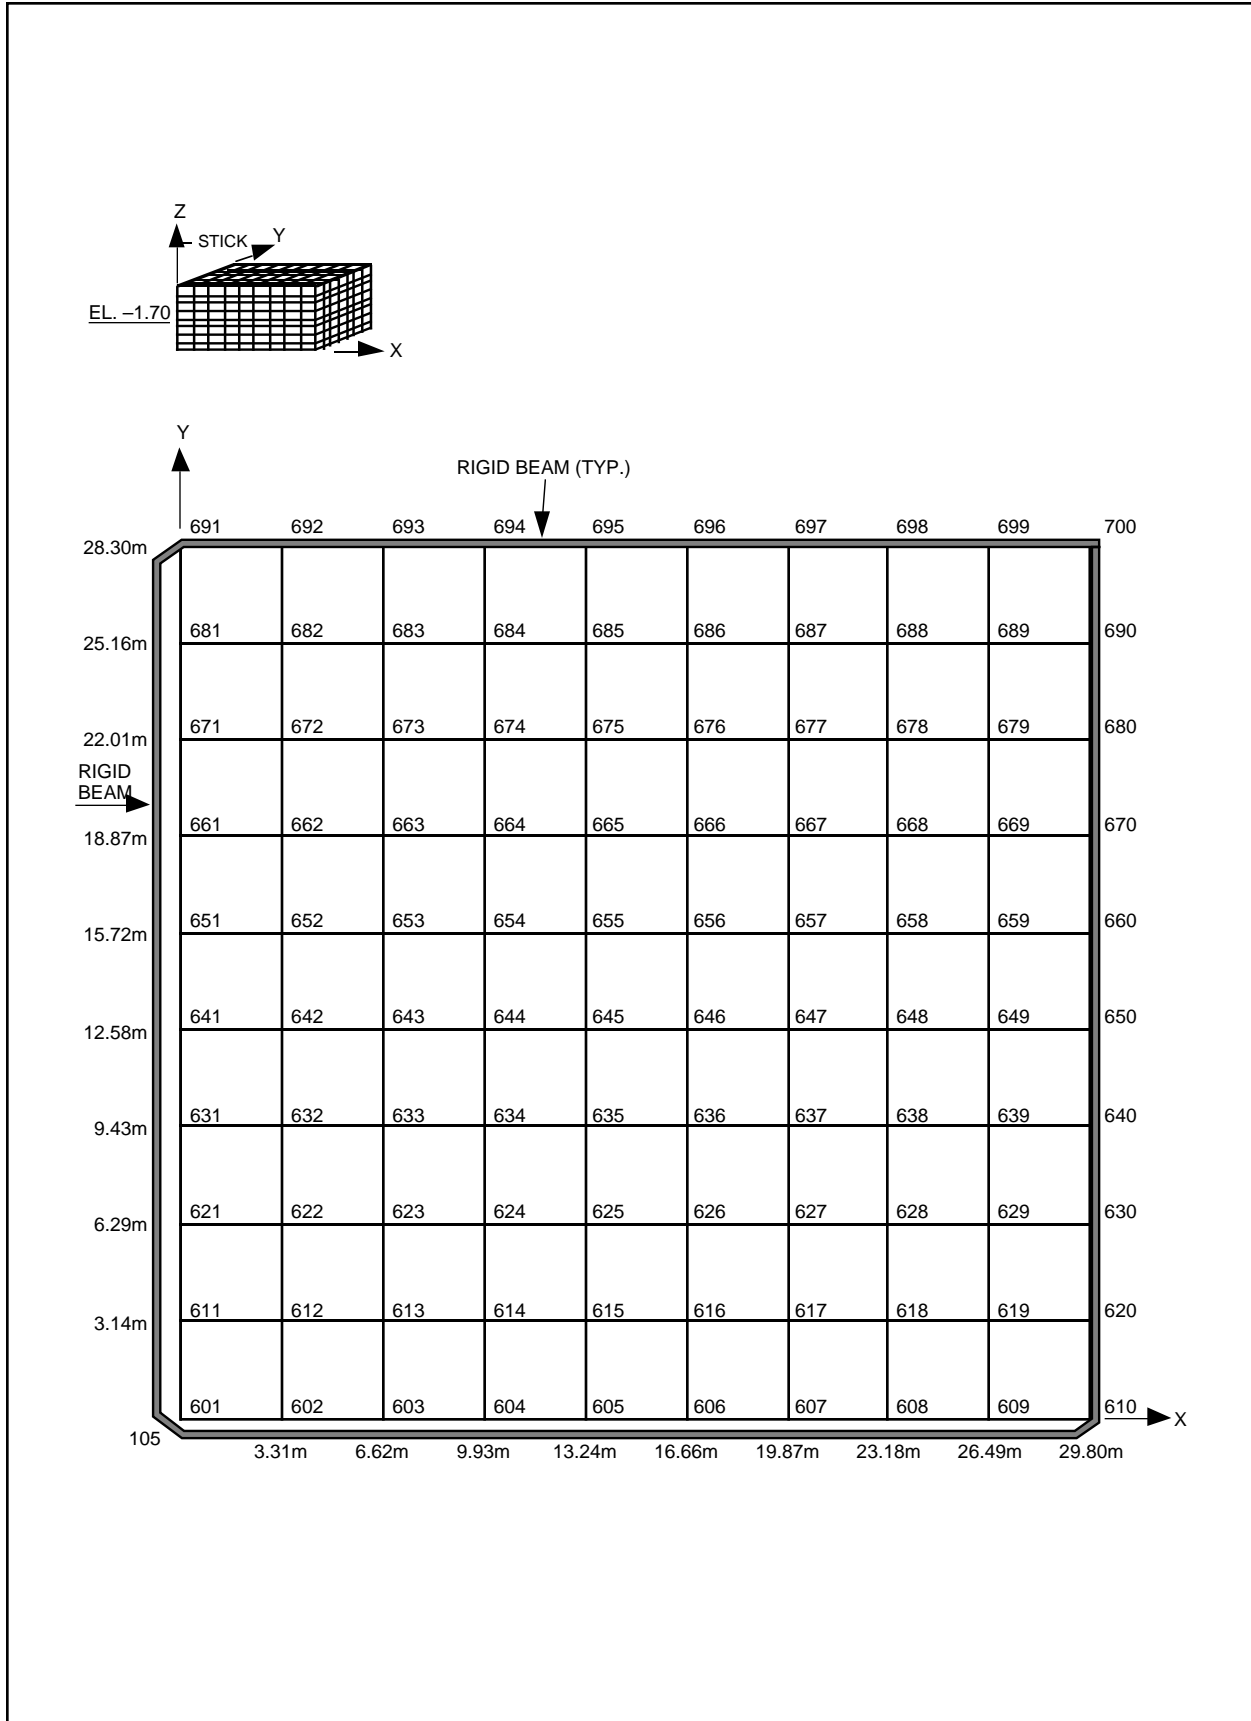 Z
STICK Y
EL. –1.70
X
Y
RIGID BEAM (TYP.)
691 692 693 694 695 696 697 698 699 700
28.30m
681 682 683 684 685 686 687 688 689 690
25.16m
671 672 673 674 675 676 677 678 679 680
22.01m
RIGID
BEAM
661 662 663 664 665 666 667 668 669 670
18.87m
651 652 653 654 655 656 657 658 659 660
15.72m
641 642 643 644 645 646 647 648 649 650
12.58m
631 632 633 634 635 636 637 638 639 640
9.43m
621 622 623 624 625 626 627 628 629 630
6.29m
611 612 613 614 615 616 617 618 619 620
3.14m
601 602 603 604 605 606 607 608 609 610 X
105
3.31m 6.62m 9.93m 13.24m 16.66m 19.87m 23.18m 26.49m 29.80m